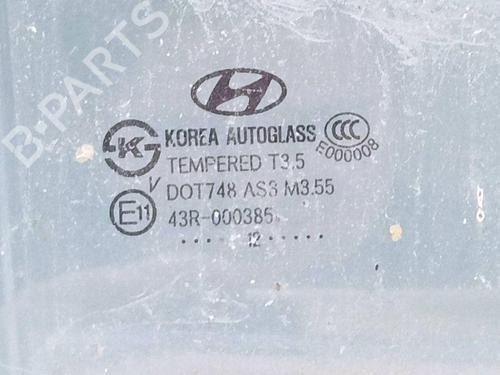 B-PARTS
KOREA AUTOGLASS
CCC
E000008
K
TEMPERED T3.5
V
DOT748 AS3 M3.55
E11
43R-000385
..... 12 .....